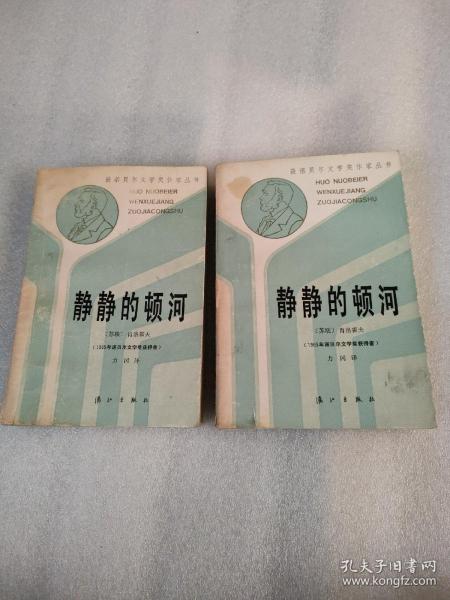 获诺贝尔文学奖作家丛书
HUO NUOBEIER
WENXUEJIANG
ZUOJIACONGSHU
静静的顿河
〔苏联〕肖洛霍夫
(1965年诺贝尔文学奖获得者)
力冈译
漓江出版社
获诺贝尔文学奖作家丛书
HUO NUOBEIER
WENXUEJIANG
ZUOJIACONGSHU
静静的顿河
〔苏联〕肖洛霍夫
(1965年诺贝尔文学奖获得者)
力冈译
漓江出版社
孔夫子旧书网
www.kongfz.com